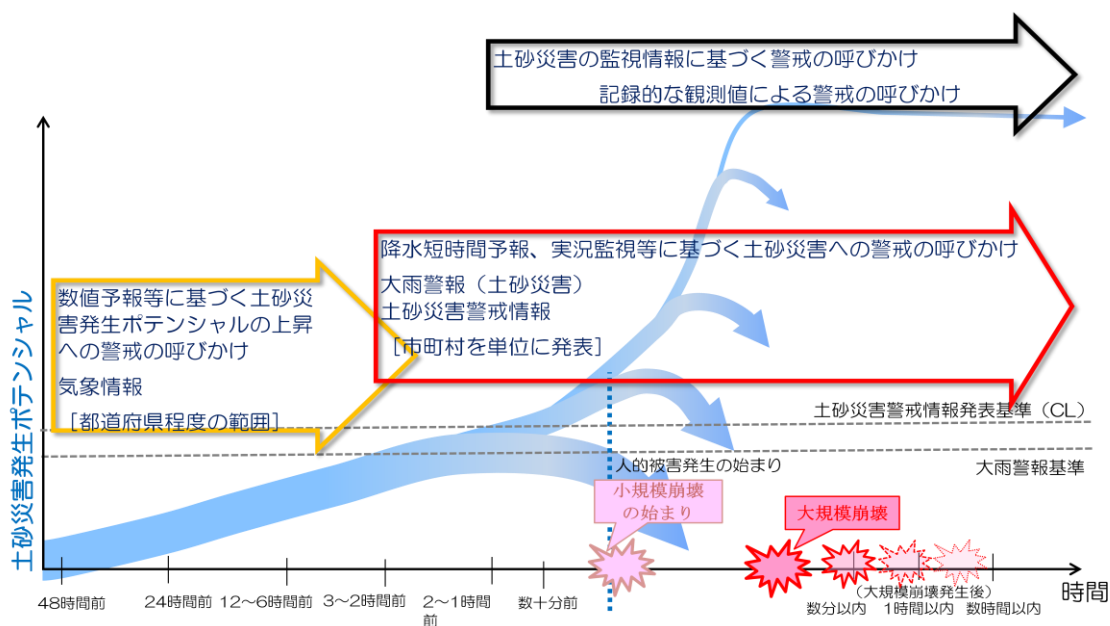 土砂災害の監視情報に基づく警戒の呼びかけ
記録的な観測値による警戒の呼びかけ
降水短時間予報、実況監視等に基づく土砂災害への警戒の呼びかけ
大雨警報（土砂災害）
土砂災害警戒情報
［市町村を単位に発表］
数値予報等に基づく土砂災
害発生ポテンシャルの上昇
への警戒の呼びかけ
気象情報
［都道府県程度の範囲］
土砂災害発生ポテンシャル
土砂災害警戒情報発表基準（CL）
大雨警報基準
人的被害発生の始まり
小規模崩壊
の始まり
大規模崩壊
48時間前
24時間前
12～6時間前
3～2時間前
2～1時間
前
数十分前
（大規模崩壊発生後）
数分以内
1時間以内
数時間以内
時間